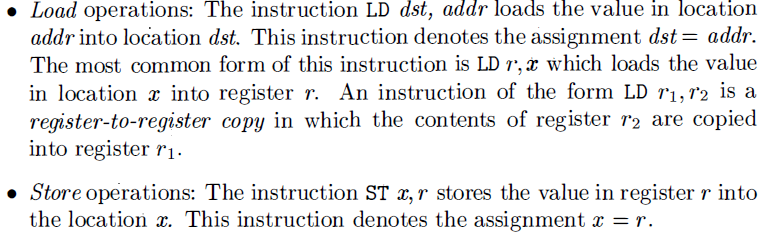 • Load operations: The instruction LD dst, addr loads the value in location
addr into location dst. This instruction denotes the assignment dst = addr.
The most common form of this instruction is LD r, x which loads the value
in location x into register r. An instruction of the form LD r₁, r₂ is a
register-to-register copy in which the contents of register r₂ are copied
into register r₁.
• Store operations: The instruction ST x, r stores the value in register r into
the location x. This instruction denotes the assignment x = r.